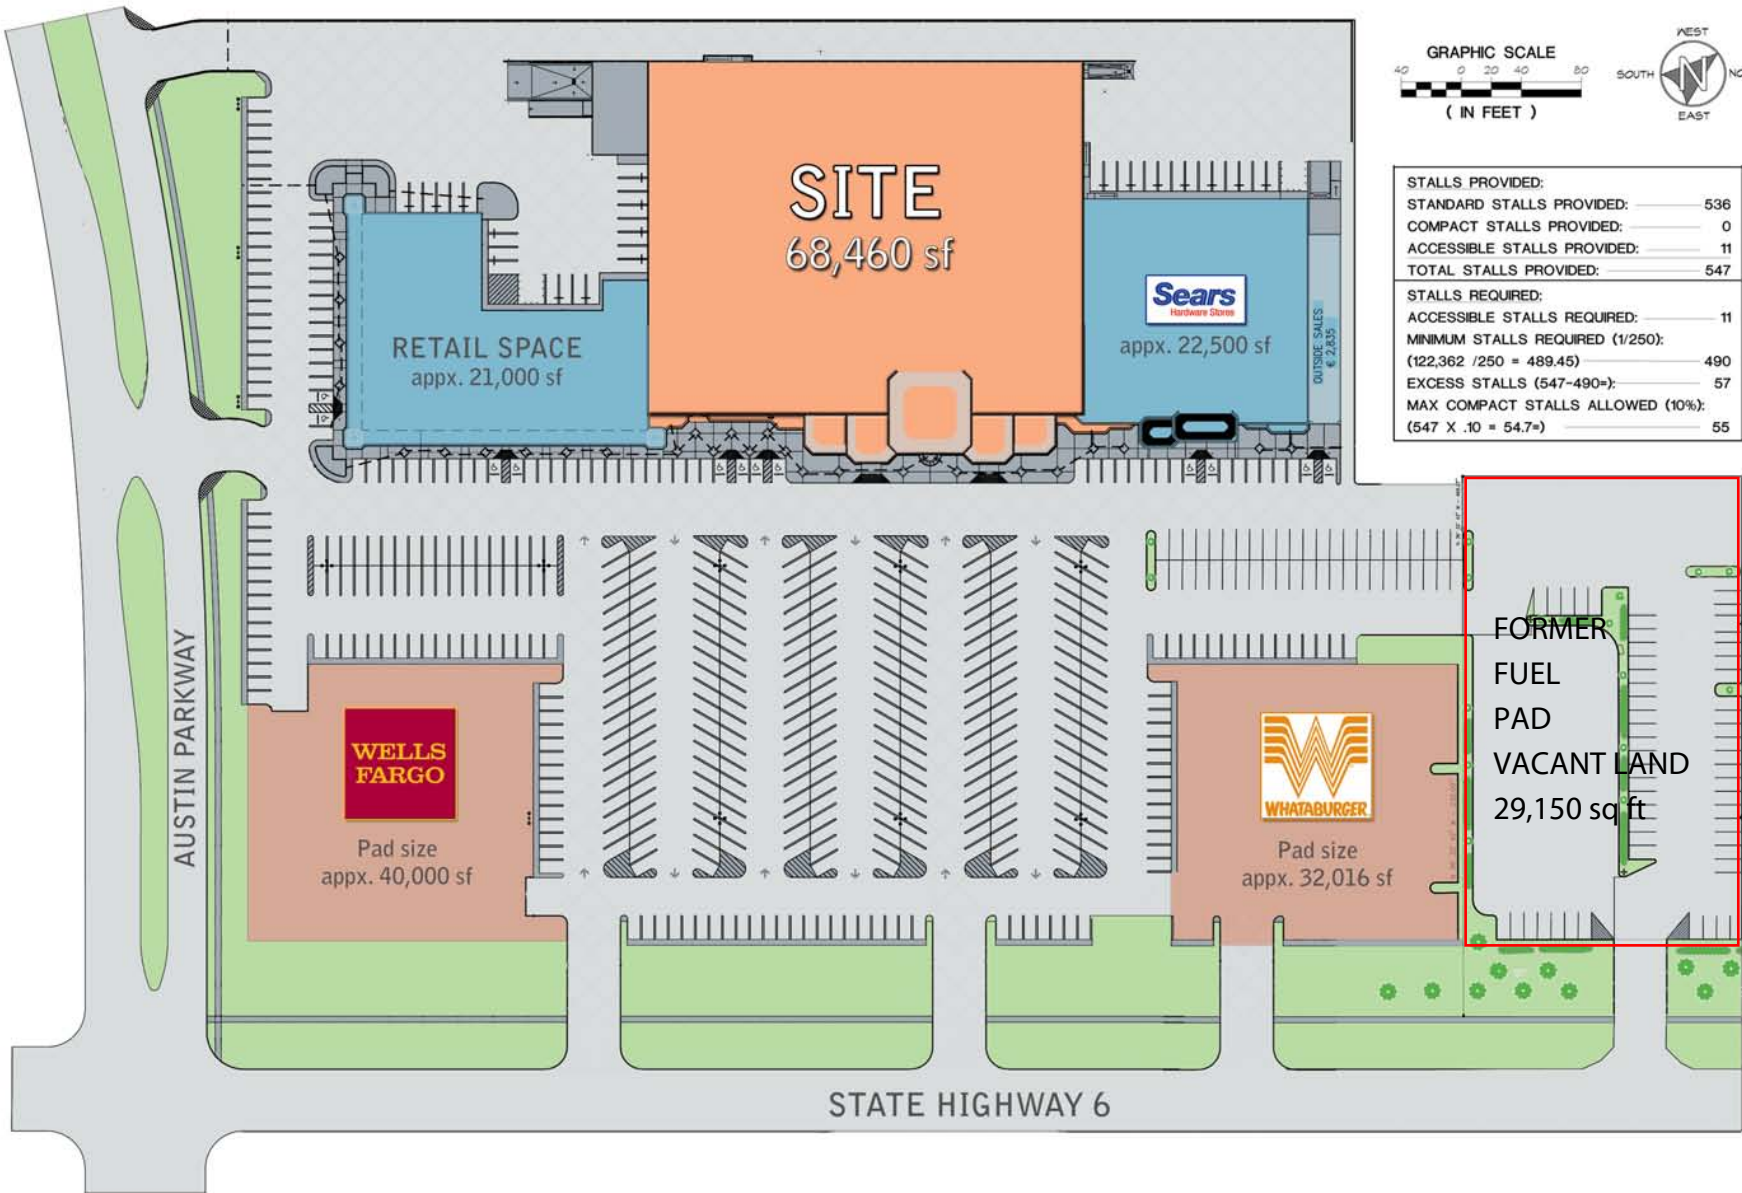 GRAPHIC SCALE
40 0 20 40 80
( IN FEET )
WEST
SOUTH
N
NO
EAST
STALLS PROVIDED:
STANDARD STALLS PROVIDED: 536
COMPACT STALLS PROVIDED: 0
ACCESSIBLE STALLS PROVIDED: 11
TOTAL STALLS PROVIDED: 547
STALLS REQUIRED:
ACCESSIBLE STALLS REQUIRED: 11
MINIMUM STALLS REQUIRED (1/250):
(122,362 /250 = 489.45) 490
EXCESS STALLS (547-490=): 57
MAX COMPACT STALLS ALLOWED (10%):
(547 X .10 = 54.7=) 55
SITE
68,460 sf
RETAIL SPACE
appx. 21,000 sf
Sears
Hardware Stores
appx. 22,500 sf
OUTSIDE SALES
€ 2,835
AUSTIN PARKWAY
WELLS
FARGO
Pad size
appx. 40,000 sf
WHATABURGER
Pad size
appx. 32,016 sf
FORMER
FUEL
PAD
VACANT LAND
29,150 sq ft
STATE HIGHWAY 6